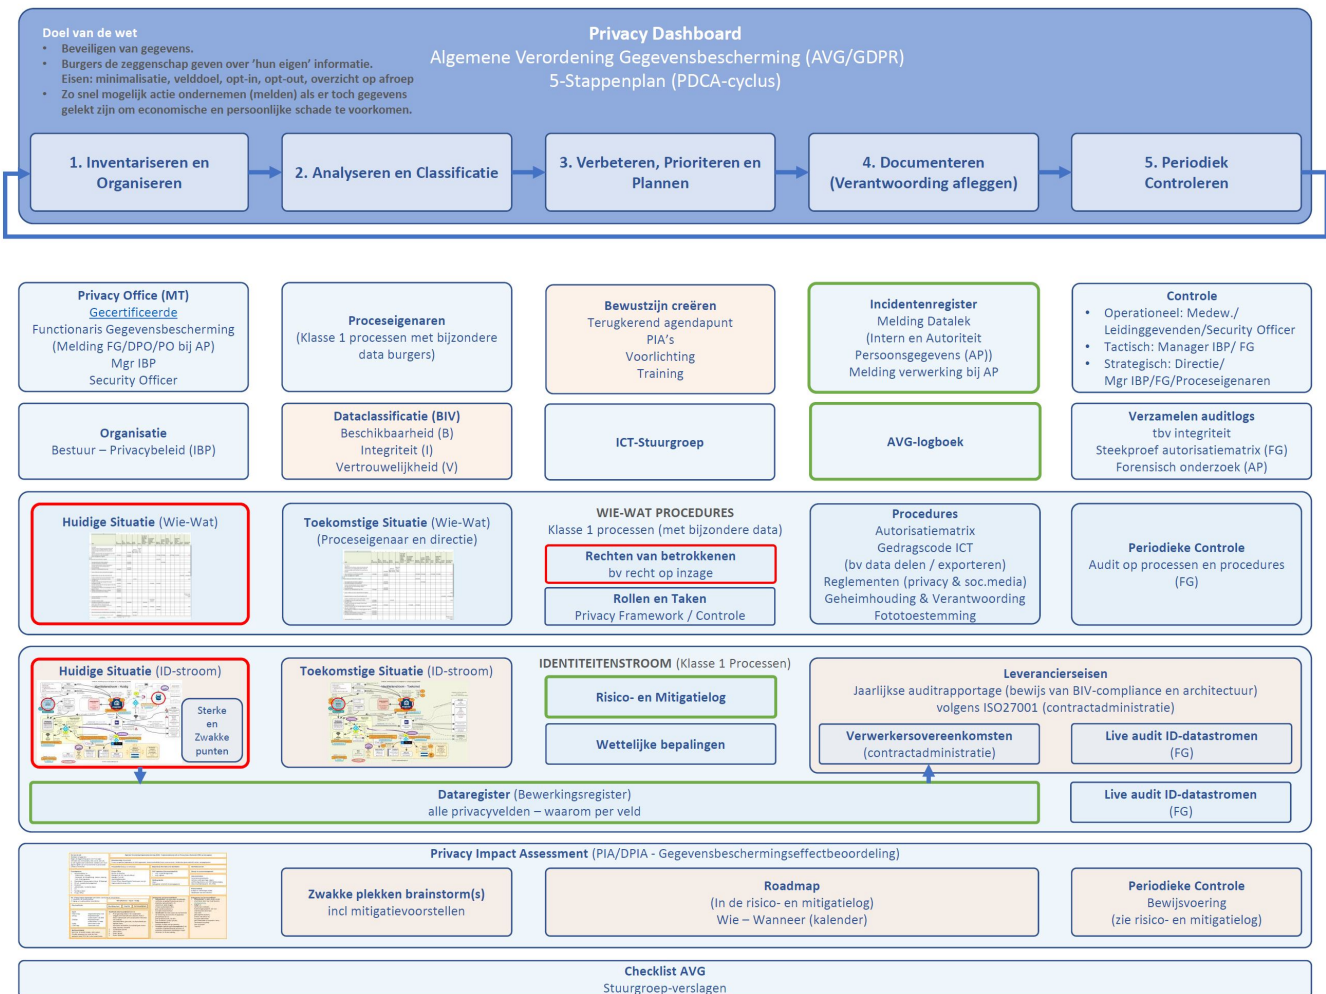 Doel van de wet
• Beveiligen van gegevens.
• Burgers de zeggenschap geven over 'hun eigen' informatie.
Eisen: minimalisatie, velddoel, opt-in, opt-out, overzicht op afroep
• Zo snel mogelijk actie ondernemen (melden) als er toch gegevens
gelekt zijn om economische en persoonlijke schade te voorkomen.
Privacy Dashboard
Algemene Verordening Gegevensbescherming (AVG/GDPR)
5-Stappenplan (PDCA-cyclus)
1. Inventariseren en
Organiseren
2. Analyseren en Classificatie
3. Verbeteren, Prioriteren en
Plannen
4. Documenteren
(Verantwoording afleggen)
5. Periodiek
Controleren
Privacy Office (MT)
Gecertificeerde
Functionaris Gegevensbescherming
(Melding FG/DPO/PO bij AP)
Mgr IBP
Security Officer
Proceseigenaren
(Klasse 1 processen met bijzondere
data burgers)
Bewustzijn creëren
Terugkerend agendapunt
PIA's
Voorlichting
Training
Incidentenregister
Melding Datalek
(Intern en Autoriteit
Persoonsgegevens (AP))
Melding verwerking bij AP
Controle
• Operationeel: Medew./
Leidinggevenden/Security Officer
• Tactisch: Manager IBP/ FG
• Strategisch: Directie/
Mgr IBP/FG/Proceseigenaren
Organisatie
Bestuur – Privacybeleid (IBP)
Dataclassificatie (BIV)
Beschikbaarheid (B)
Integriteit (I)
Vertrouwelijkheid (V)
ICT-Stuurgroep
AVG-logboek
Verzamelen auditlogs
tbv integriteit
Steekproef autorisatiematrix (FG)
Forensisch onderzoek (AP)
Huidige Situatie (Wie-Wat)
Toekomstige Situatie (Wie-Wat)
(Proceseigenaar en directie)
WIE-WAT PROCEDURES
Klasse 1 processen (met bijzondere data)
Rechten van betrokkenen
bv recht op inzage
Rollen en Taken
Privacy Framework / Controle
Procedures
Autorisatiematrix
Gedragscode ICT
(bv data delen / exporteren)
Reglementen (privacy & soc.media)
Geheimhouding & Verantwoording
Fototoestemming
Periodieke Controle
Audit op processen en procedures
(FG)
Huidige Situatie (ID-stroom)
Sterke
en
Zwakke
punten
Toekomstige Situatie (ID-stroom)
IDENTITEITENSTROOM (Klasse 1 Processen)
Risico- en Mitigatielog
Wettelijke bepalingen
Leverancierseisen
Jaarlijkse auditrapportage (bewijs van BIV-compliance en architectuur)
volgens ISO27001 (contractadministratie)
Verwerkersovereenkomsten
(contractadministratie)
Live audit ID-datastromen
(FG)
Dataregister (Bewerkingsregister)
alle privacyvelden – waarom per veld
Live audit ID-datastromen
(FG)
Privacy Impact Assessment (PIA/DPIA - Gegevensbeschermingseffectbeoordeling)
Zwakke plekken brainstorm(s)
incl mitigatievoorstellen
Roadmap
(In de risico- en mitigatielog)
Wie – Wanneer (kalender)
Periodieke Controle
Bewijsvoering
(zie risico- en mitigatielog)
Checklist AVG
Stuurgroep-verslagen